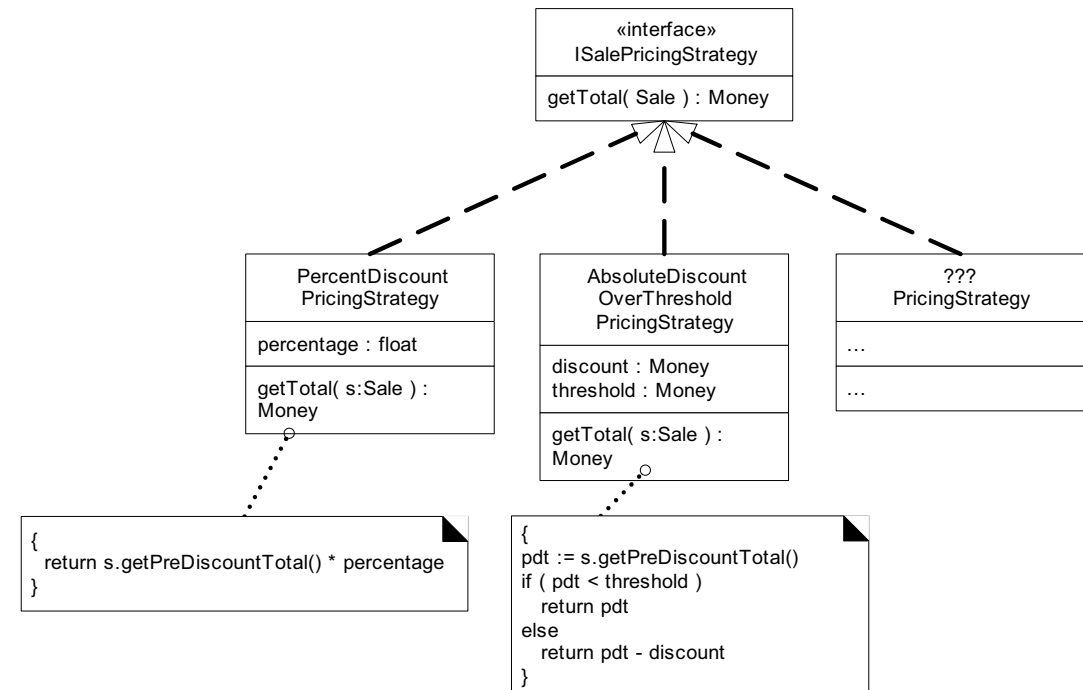 «interface»
ISalePricingStrategy
getTotal( Sale ) : Money
PercentDiscount
PricingStrategy
percentage : float
getTotal( s:Sale ) :
Money
AbsoluteDiscount
OverThreshold
PricingStrategy
discount : Money
threshold : Money
getTotal( s:Sale ) :
Money
???
PricingStrategy
...
...
{
return s.getPreDiscountTotal() * percentage
}
{
pdt := s.getPreDiscountTotal()
if ( pdt < threshold )
return pdt
else
return pdt - discount
}